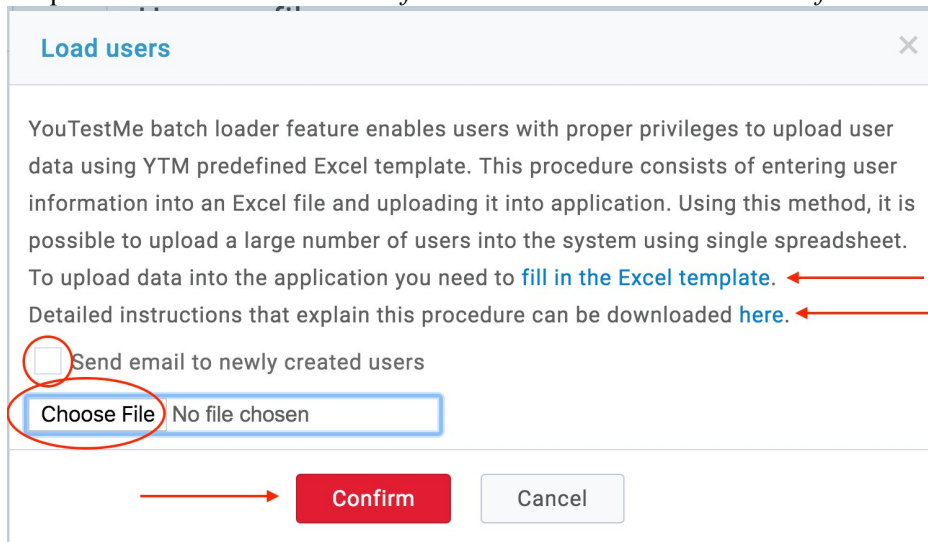 Load users
YouTestMe batch loader feature enables users with proper privileges to upload user
data using YTM predefined Excel template. This procedure consists of entering user
information into an Excel file and uploading it into application. Using this method, it is
possible to upload a large number of users into the system using single spreadsheet.
To upload data into the application you need to fill in the Excel template.
Detailed instructions that explain this procedure can be downloaded here.
Send email to newly created users
Choose File No file chosen
Confirm Cancel